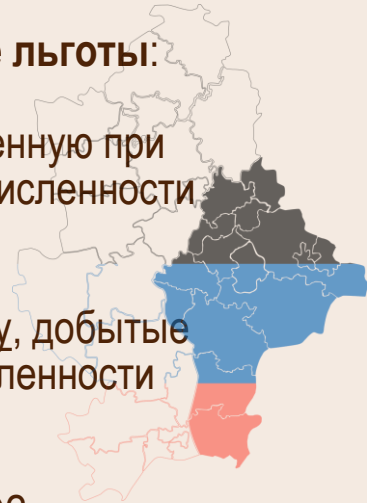 льготы:
енную при
исленности
у, добытые
ленности